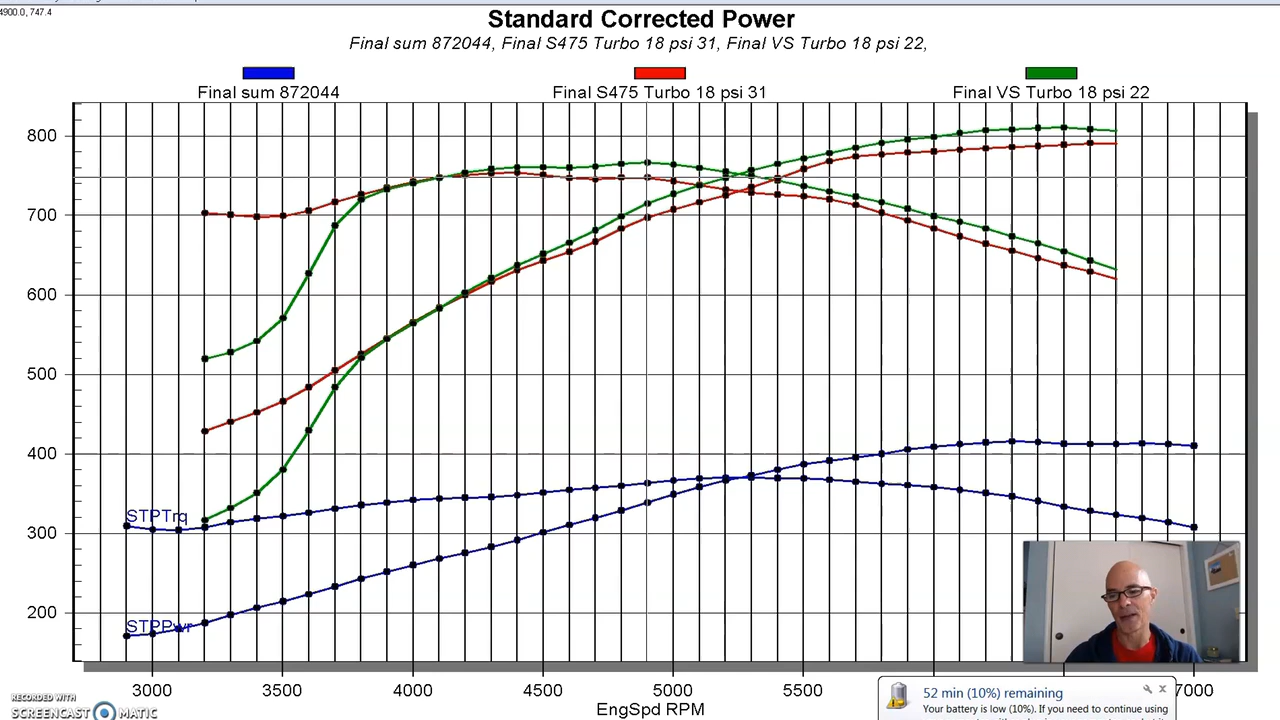 4900.0, 747.4
Standard Corrected Power
Final sum 872044, Final S475 Turbo 18 psi 31, Final VS Turbo 18 psi 22,
Final sum 872044
Final S475 Turbo 18 psi 31
Final VS Turbo 18 psi 22
800
700
600
500
400
300
200
STPTrq
STPPwr
3000 3500 4000 4500 5000 5500 7000
EngSpd RPM
RECORDED WITH
SCREENCAST MATIC
52 min (10%) remaining
Your battery is low (10%). If you need to continue using